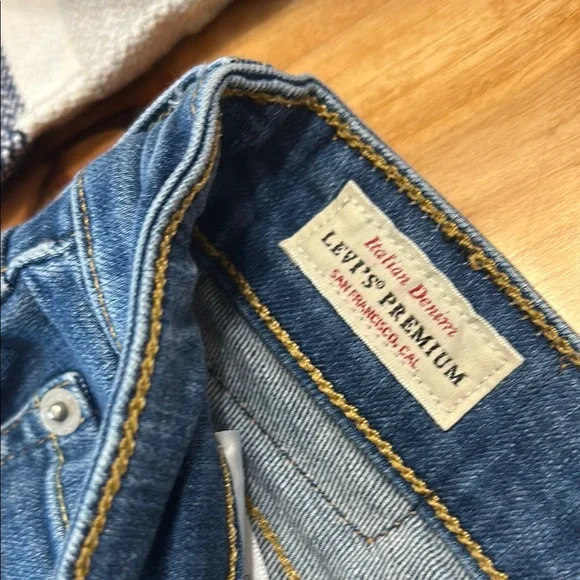 Italian Denim
LEVI'S® PREMIUM
SAN FRANCISCO, CAL